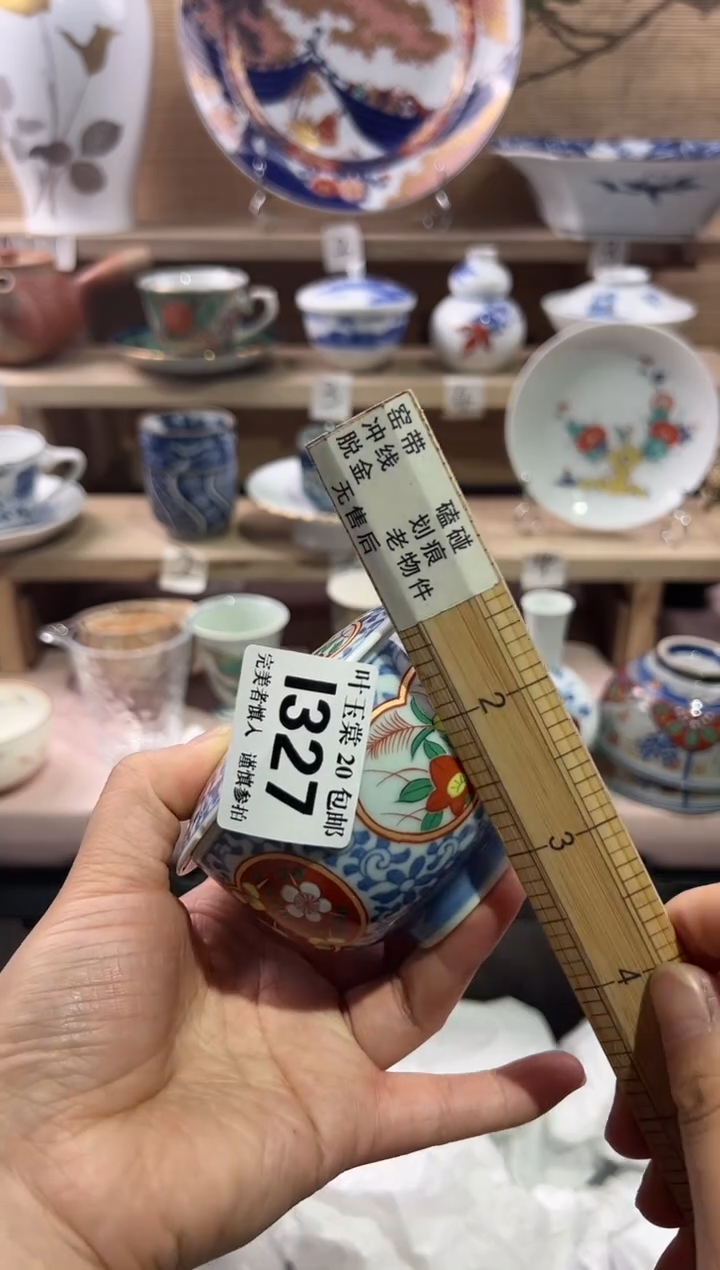 窑带 磕碰
冲线 划痕
脱金 老物件
无售后
叶玉棠 20 包邮
1327
完美者慎入 谨慎参拍
2
3
4